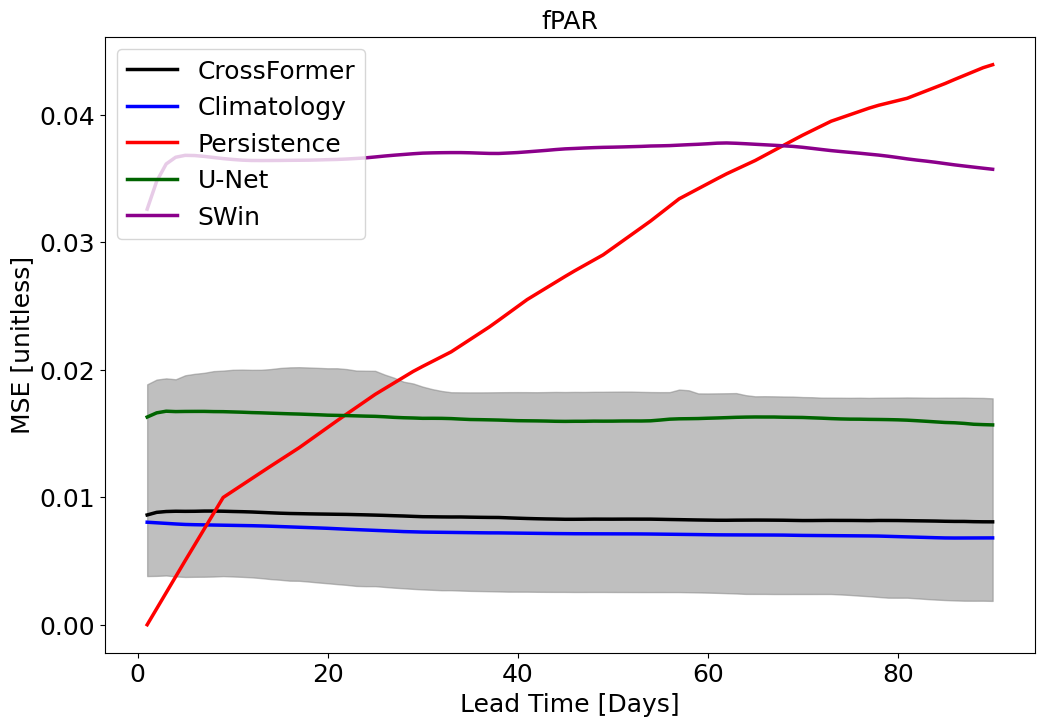 fPAR
CrossFormer
Climatology
Persistence
U-Net
SWin
MSE [unitless]
0.04
0.03
0.02
0.01
0.00
0 20 40 60 80
Lead Time [Days]